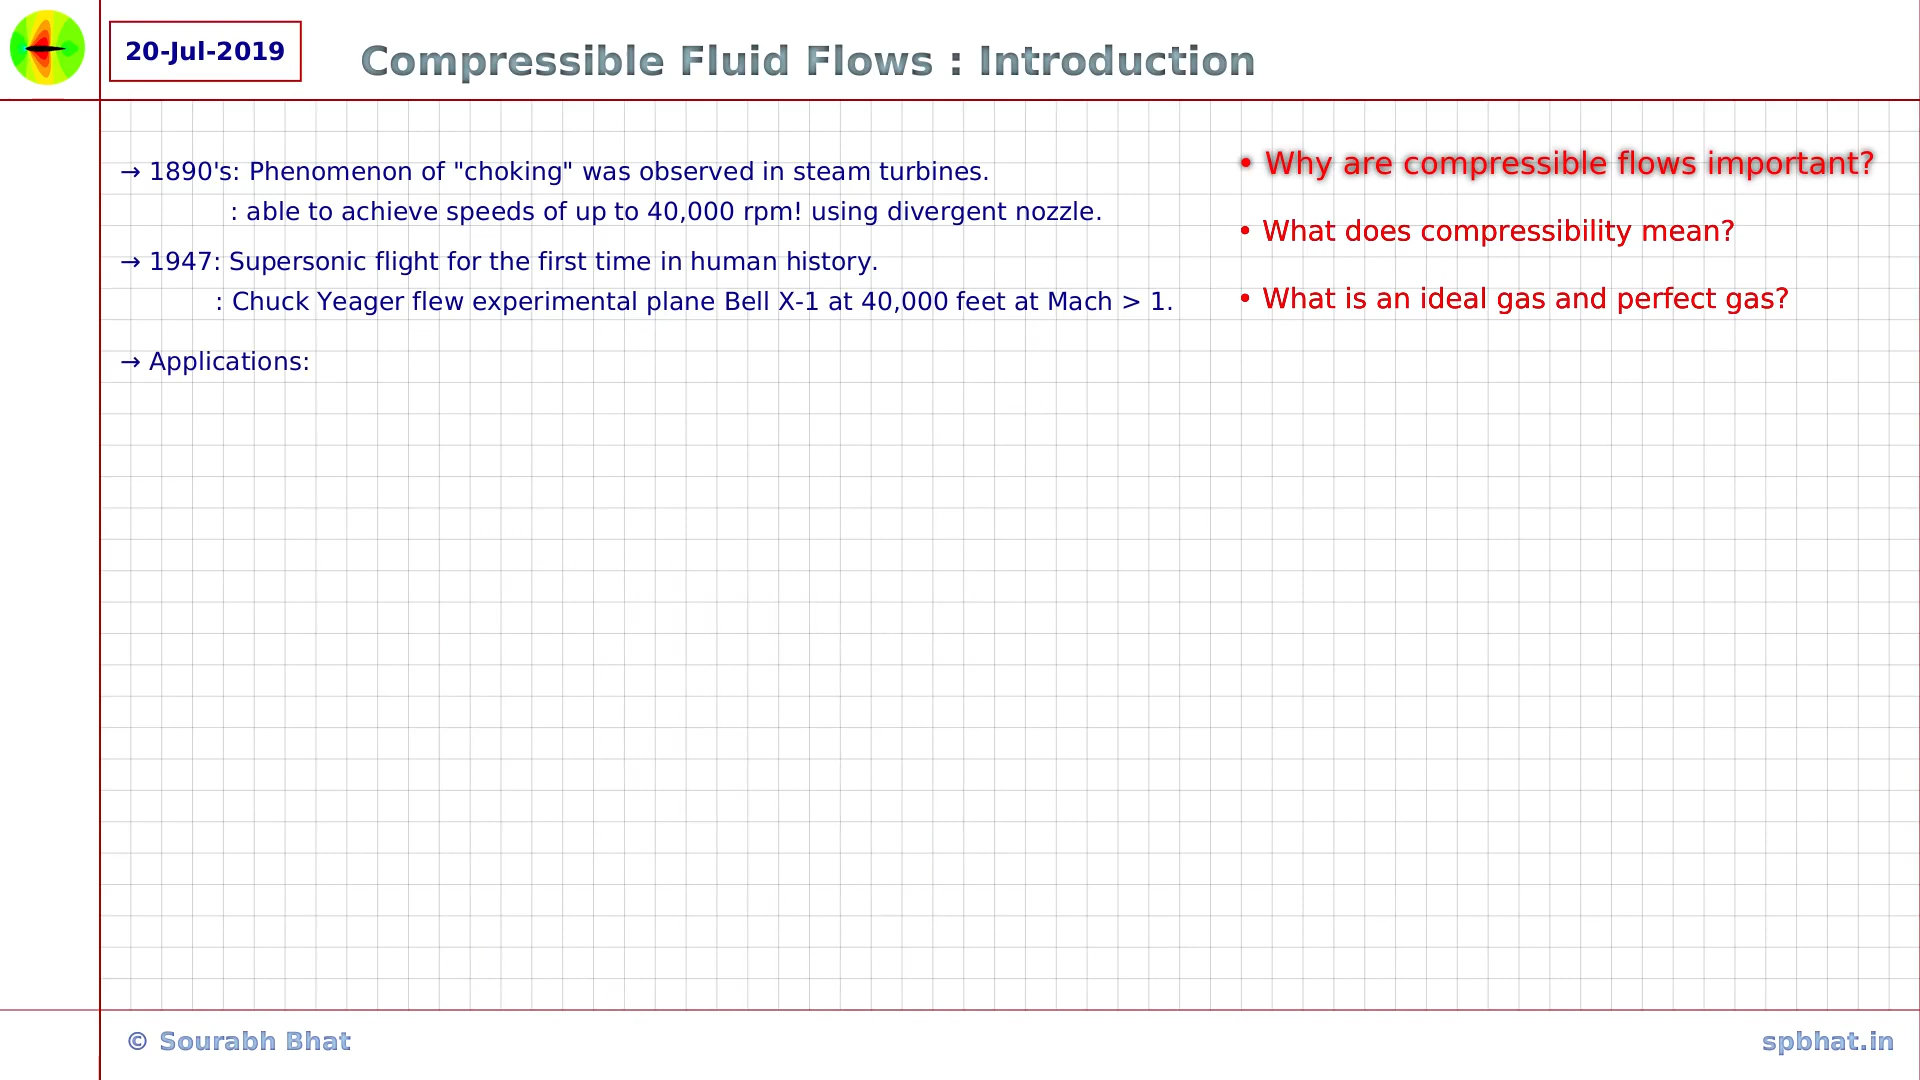 20-Jul-2019
Compressible Fluid Flows : Introduction
→ 1890's: Phenomenon of "choking" was observed in steam turbines.
: able to achieve speeds of up to 40,000 rpm! using divergent nozzle.
→ 1947: Supersonic flight for the first time in human history.
: Chuck Yeager flew experimental plane Bell X-1 at 40,000 feet at Mach > 1.
→ Applications:
• Why are compressible flows important?
• What does compressibility mean?
• What is an ideal gas and perfect gas?
© Sourabh Bhat
spbhat.in